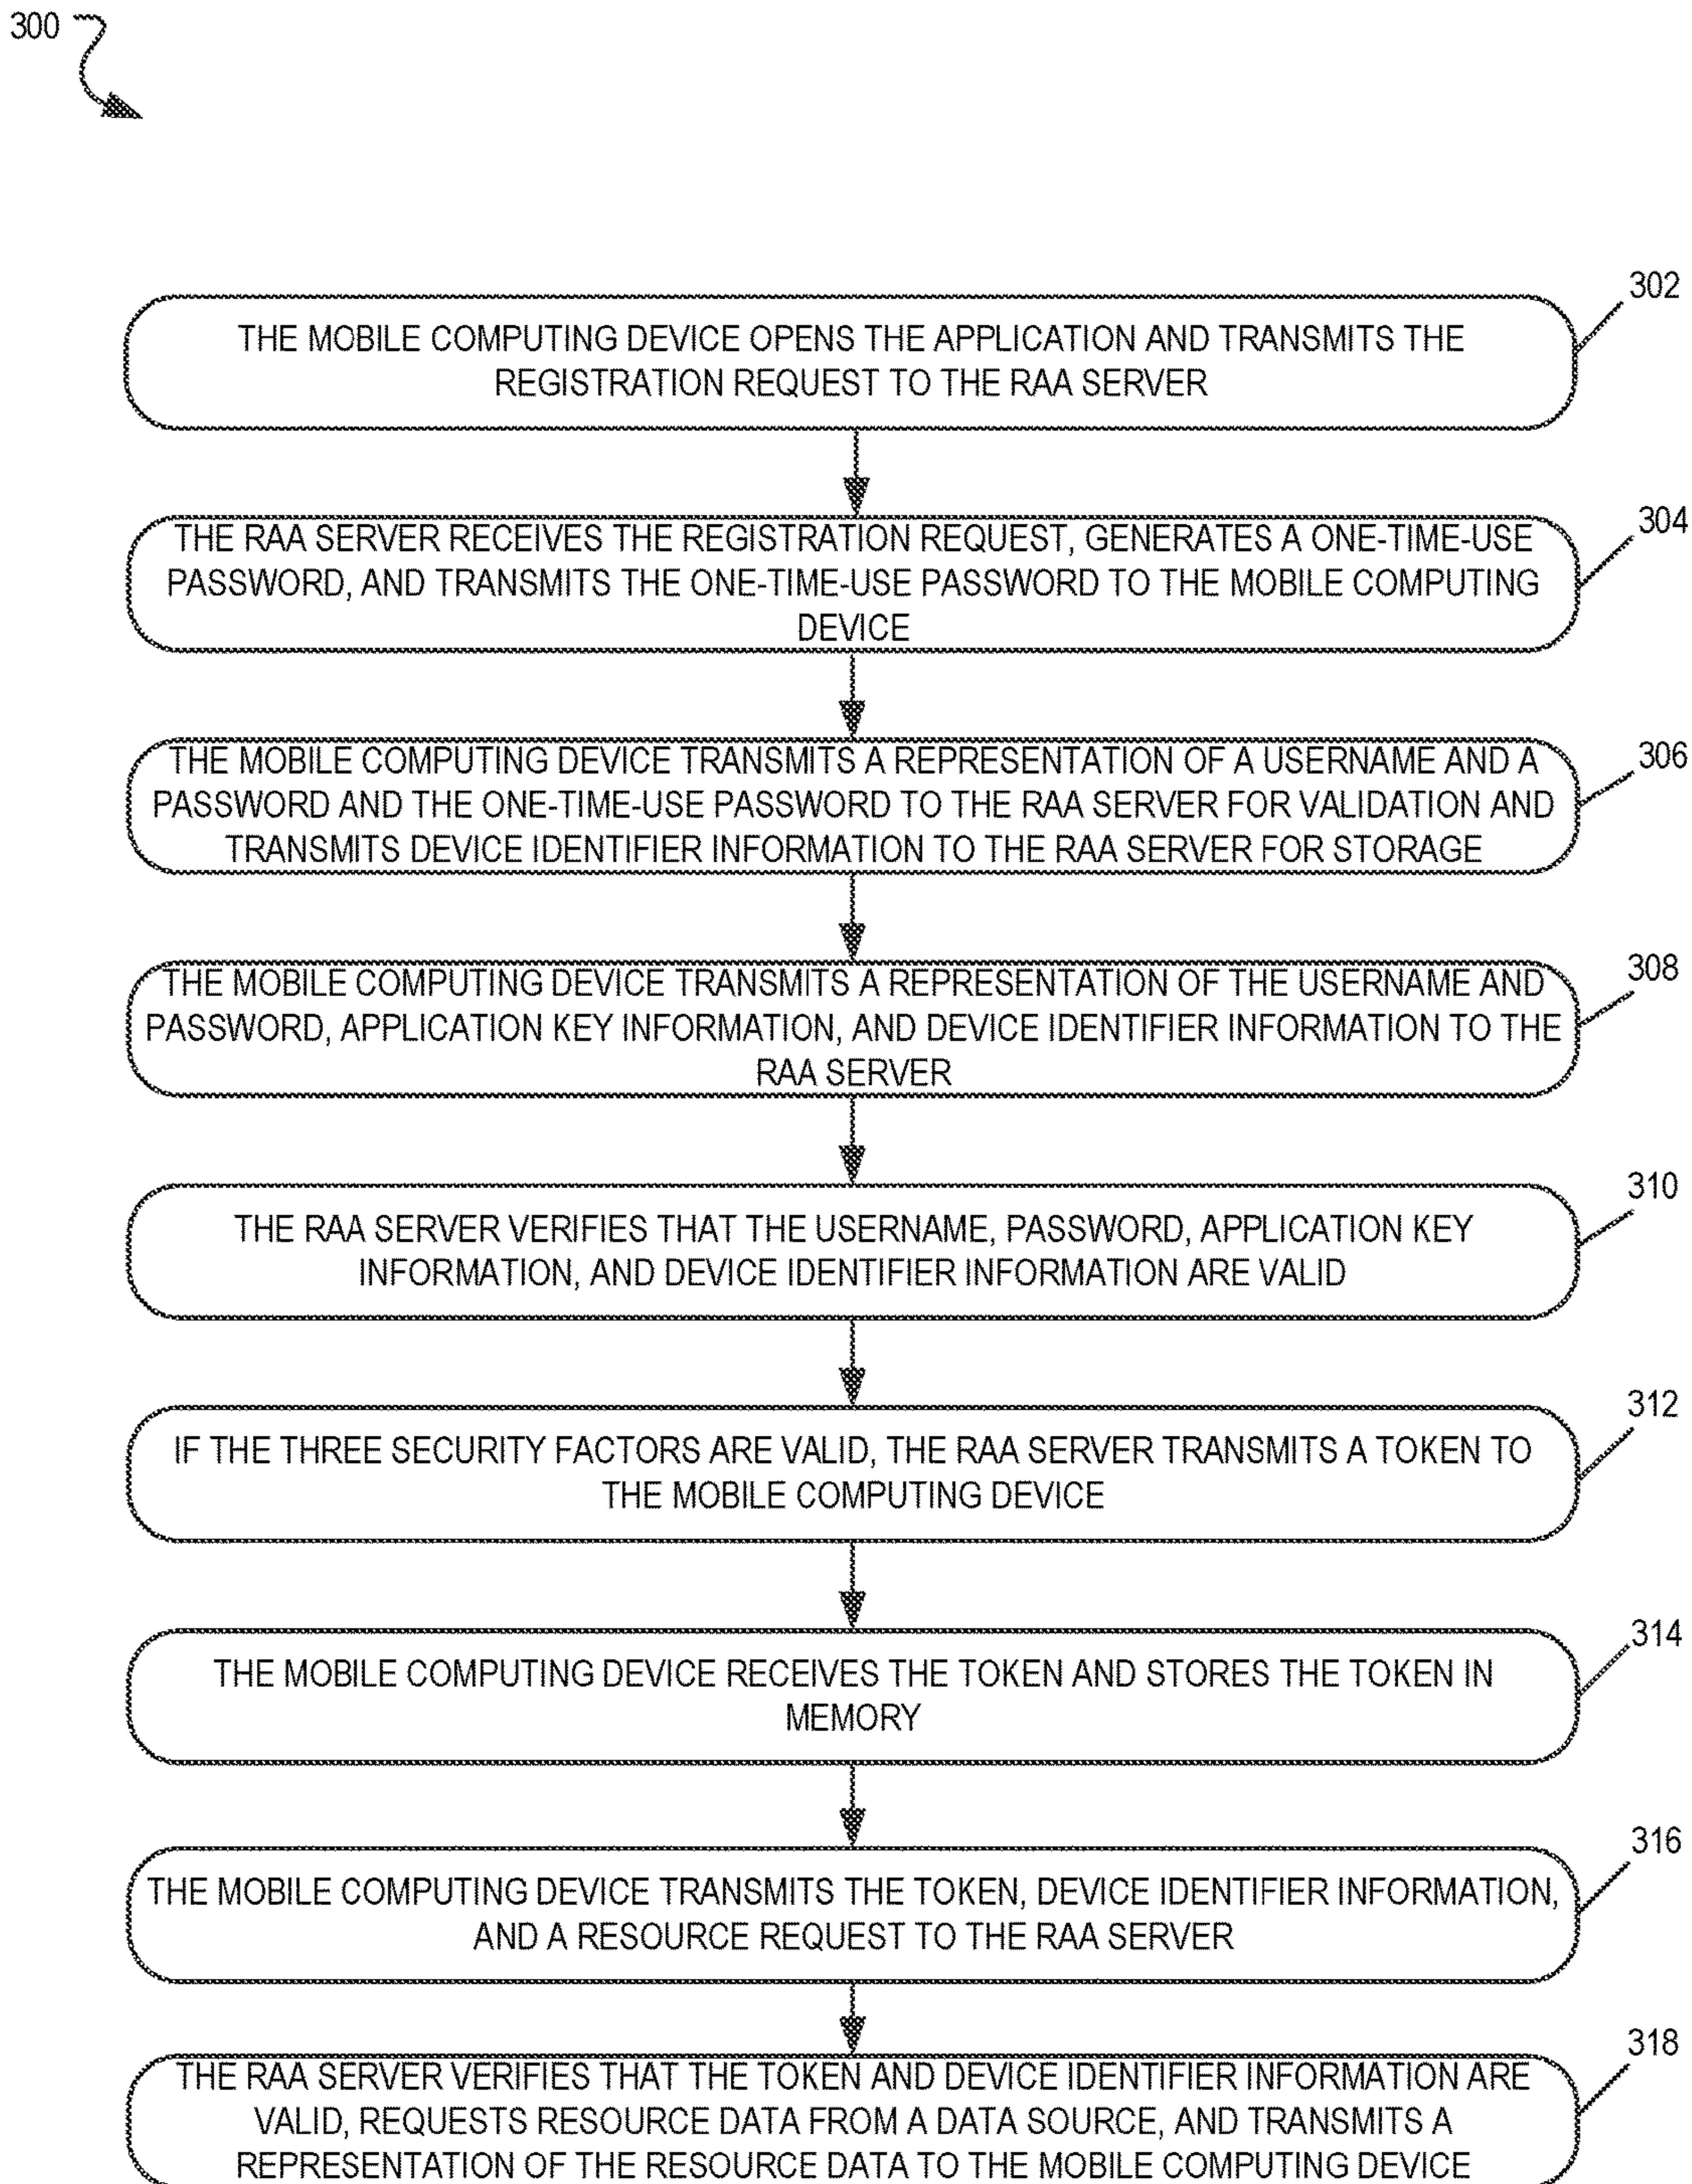 300
302
THE MOBILE COMPUTING DEVICE OPENS THE APPLICATION AND TRANSMITS THE
REGISTRATION REQUEST TO THE RAA SERVER
304
THE RAA SERVER RECEIVES THE REGISTRATION REQUEST, GENERATES A ONE-TIME-USE
PASSWORD, AND TRANSMITS THE ONE-TIME-USE PASSWORD TO THE MOBILE COMPUTING
DEVICE
306
THE MOBILE COMPUTING DEVICE TRANSMITS A REPRESENTATION OF A USERNAME AND A
PASSWORD AND THE ONE-TIME-USE PASSWORD TO THE RAA SERVER FOR VALIDATION AND
TRANSMITS DEVICE IDENTIFIER INFORMATION TO THE RAA SERVER FOR STORAGE
308
THE MOBILE COMPUTING DEVICE TRANSMITS A REPRESENTATION OF THE USERNAME AND
PASSWORD, APPLICATION KEY INFORMATION, AND DEVICE IDENTIFIER INFORMATION TO THE
RAA SERVER
310
THE RAA SERVER VERIFIES THAT THE USERNAME, PASSWORD, APPLICATION KEY
INFORMATION, AND DEVICE IDENTIFIER INFORMATION ARE VALID
312
IF THE THREE SECURITY FACTORS ARE VALID, THE RAA SERVER TRANSMITS A TOKEN TO
THE MOBILE COMPUTING DEVICE
314
THE MOBILE COMPUTING DEVICE RECEIVES THE TOKEN AND STORES THE TOKEN IN
MEMORY
316
THE MOBILE COMPUTING DEVICE TRANSMITS THE TOKEN, DEVICE IDENTIFIER INFORMATION,
AND A RESOURCE REQUEST TO THE RAA SERVER
318
THE RAA SERVER VERIFIES THAT THE TOKEN AND DEVICE IDENTIFIER INFORMATION ARE
VALID, REQUESTS RESOURCE DATA FROM A DATA SOURCE, AND TRANSMITS A
REPRESENTATION OF THE RESOURCE DATA TO THE MOBILE COMPUTING DEVICE